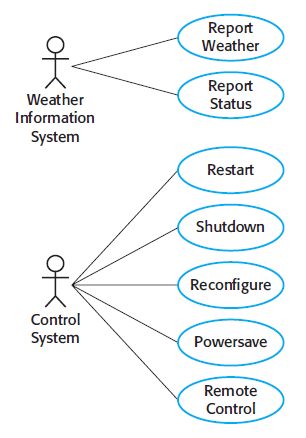 Report
Weather
Report
Status
Weather
Information
System
Restart
Shutdown
Reconfigure
Powersave
Remote
Control
Control
System